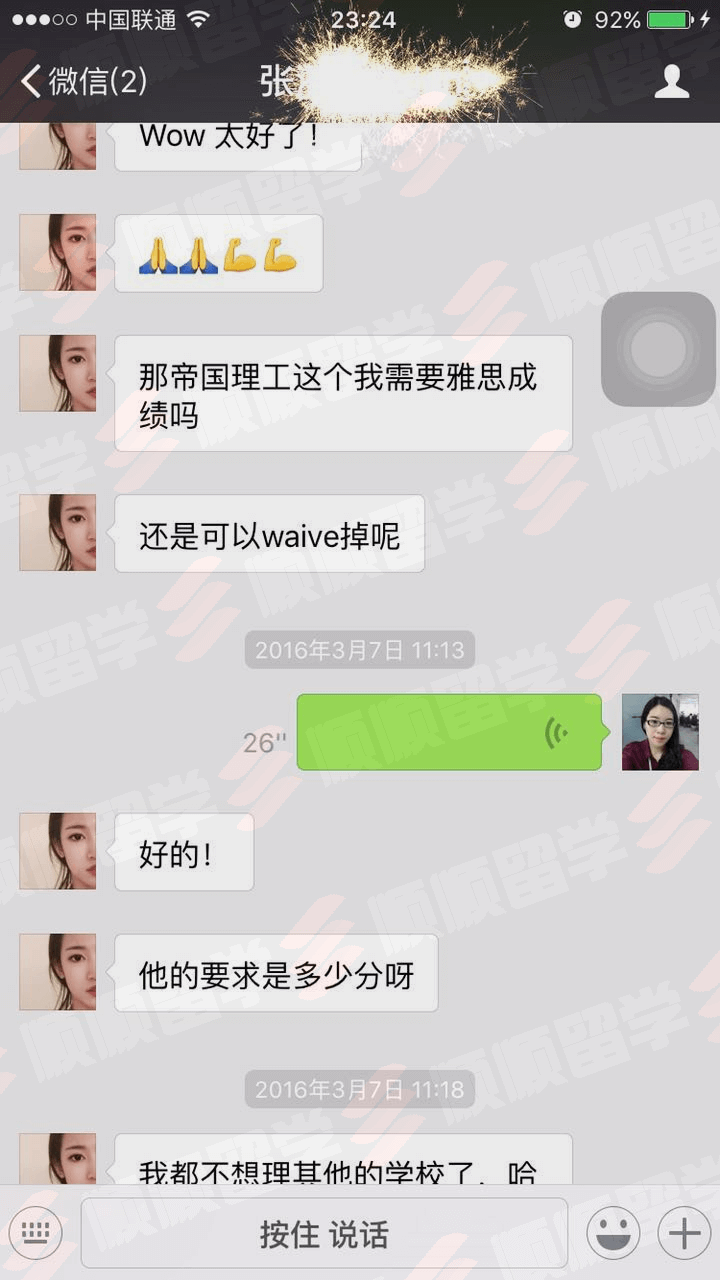 中国联通 23:24 92%
微信(2) 张
Wow 太好了!
那帝国理工这个我需要雅思成
绩吗
还是可以waive掉呢
2016年3月7日 11:13
26''
好的!
他的要求是多少分呀
2016年3月7日 11:18
我都不想理其他的学校了，哈
按住 说话
顺顺留学